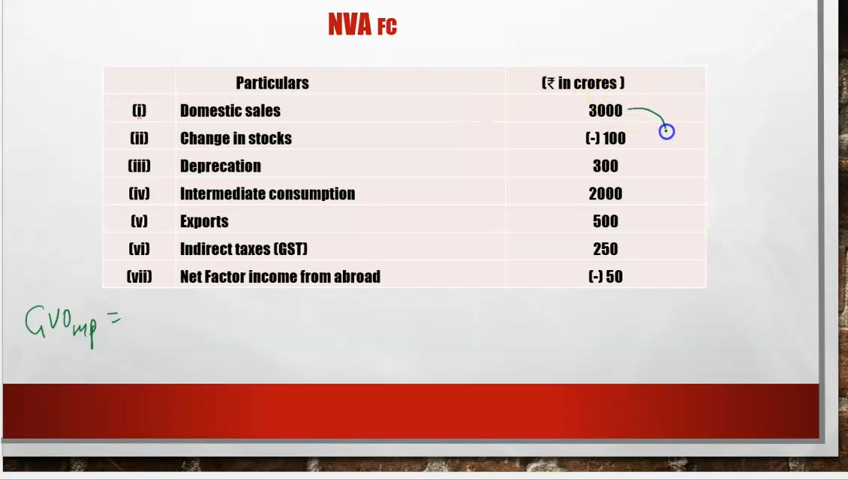 NVA FC
Particulars (₹ in crores )
(i) Domestic sales 3000
(ii) Change in stocks (-) 100
(iii) Deprecation 300
(iv) Intermediate consumption 2000
(v) Exports 500
(vi) Indirect taxes (GST) 250
(vii) Net Factor income from abroad (-) 50
GVOmp =